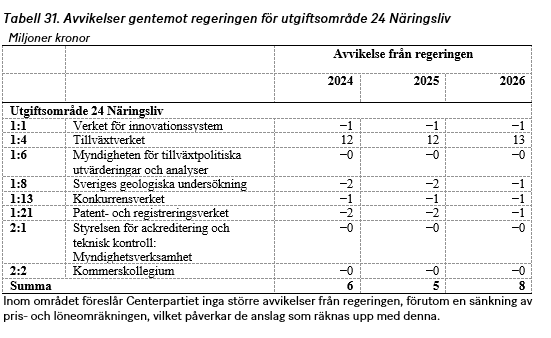 Tabell 31. Avvikelser gentemot regeringen för utgiftsområde 24 Näringsliv
Miljoner kronor
Avvikelse från regeringen
2024 2025 2026
Utgiftsområde 24 Näringsliv
1:1 Verket för innovationssystem −1 −1 −1
1:4 Tillväxtverket 12 12 13
1:6 Myndigheten för tillväxtpolitiska −0 −0 −0
utvärderingar och analyser
1:8 Sveriges geologiska undersökning −2 −2 −1
1:13 Konkurrensverket −1 −1 −1
1:21 Patent- och registreringsverket −2 −2 −1
2:1 Styrelsen för ackreditering och −0 −0 −0
teknisk kontroll:
Myndighetsverksamhet
2:2 Kommerskollegium −0 −0 −0
Summa 6 5 8
Inom området föreslår Centerpartiet inga större avvikelser från regeringen, förutom en sänkning av
pris- och löneomräkningen, vilket påverkar de anslag som räknas upp med denna.